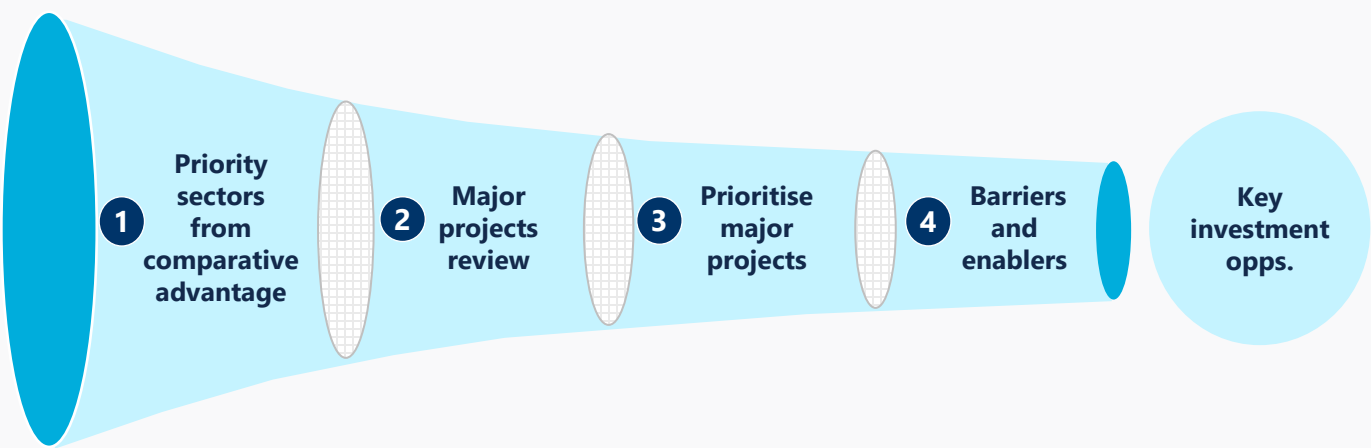 1
Priority
sectors
from
comparative
advantage
2
Major
projects
review
3
Prioritise
major
projects
4
Barriers
and
enablers
Key
investment
opps.